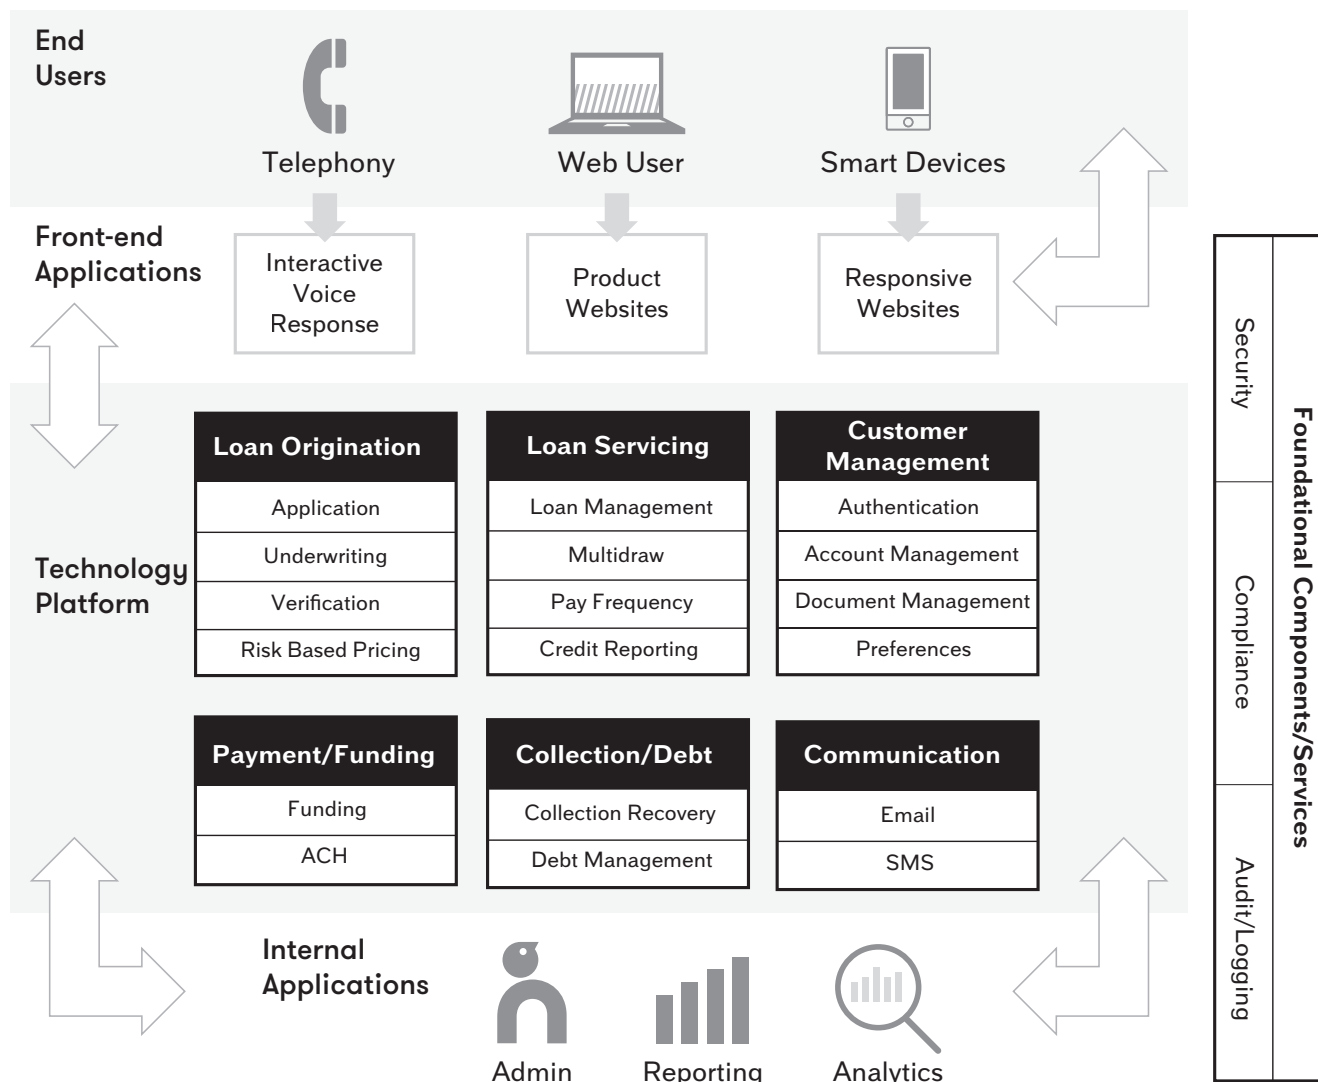 End
Users
Telephony
Web User
Smart Devices
Front-end
Applications
Interactive
Voice
Response
Product
Websites
Responsive
Websites
Technology
Platform
Loan Origination
Application
Underwriting
Verification
Risk Based Pricing
Loan Servicing
Loan Management
Multidraw
Pay Frequency
Credit Reporting
Customer
Management
Authentication
Account Management
Document Management
Preferences
Payment/Funding
Funding
ACH
Collection/Debt
Collection Recovery
Debt Management
Communication
Email
SMS
Internal
Applications
Admin
Reporting
Analytics
Foundational Components/Services
Security
Compliance
Audit/Logging